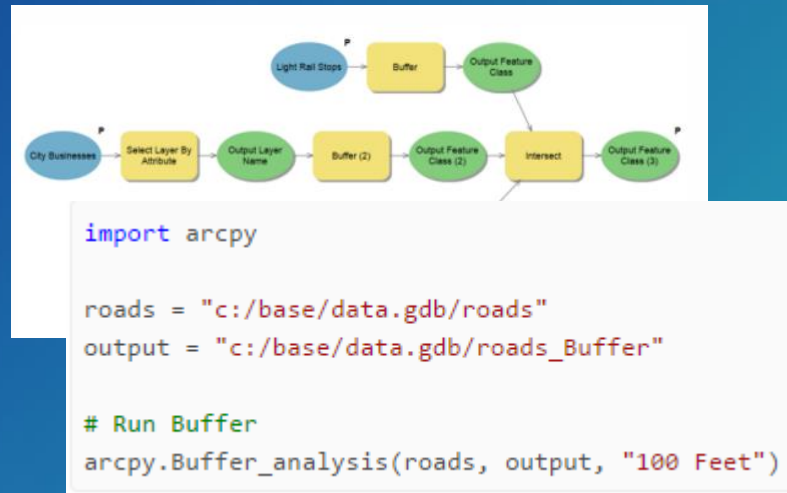 P
Light Rail Stops
Buffer
Output Feature
Class
P
City Businesses
Select Layer By
Attribute
Output Layer
Name
Buffer (2)
Output Feature
Class (2)
Intersect
P
Output Feature
Class (3)
import arcpy
roads = "c:/base/data.gdb/roads"
output = "c:/base/data.gdb/roads_Buffer"
# Run Buffer
arcpy.Buffer_analysis(roads, output, "100 Feet")